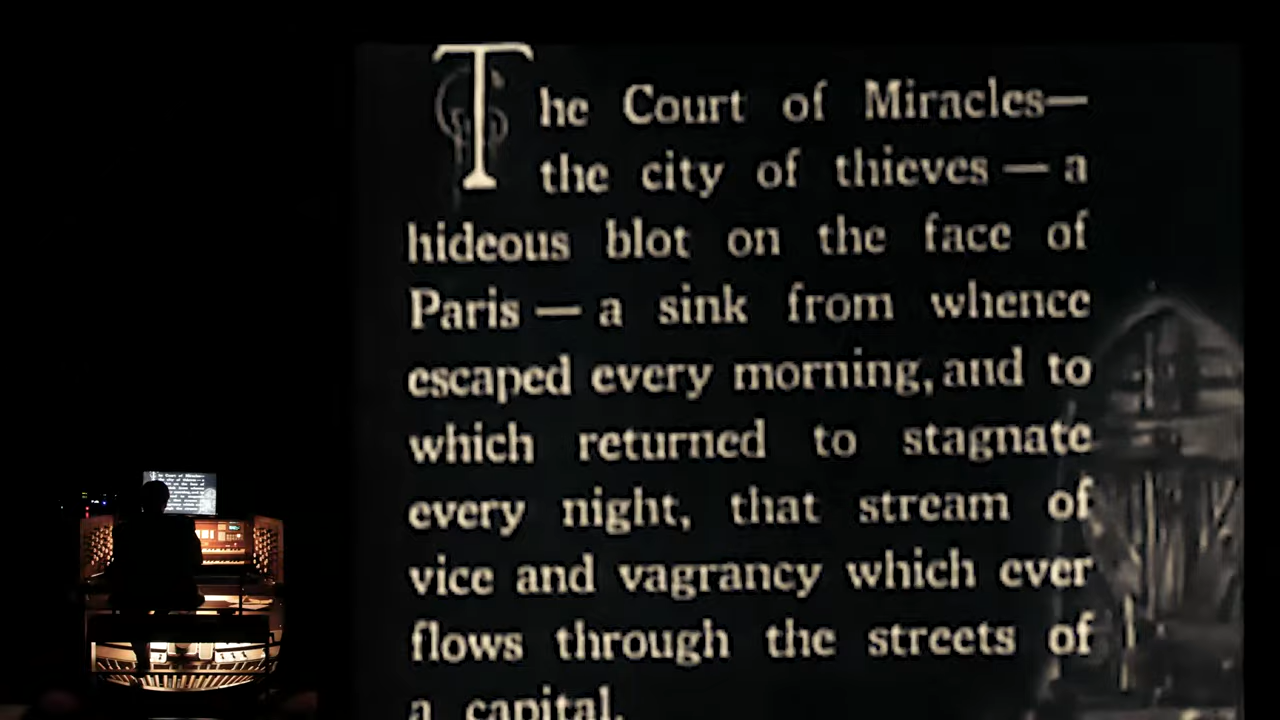 The Court of Miracles—
the city of thieves — a
hideous blot on the face of
Paris — a sink from whence
escaped every morning, and to
which returned to stagnate
every night, that stream of
vice and vagrancy which ever
flows through the streets of
a capital.